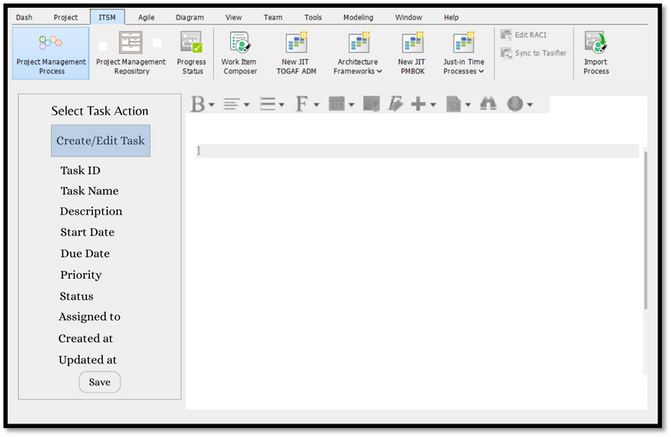 Dash Project ITSM Agile Diagram View Team Tools Modeling Window Help
Project Management Process
Project Management Repository
Progress Status
Work Item Composer
New JIT TOGAF ADM
Architecture Frameworks
New JIT PMBOK
Just-in Time Processes
Edit RACI
Sync to Tasifier
Import Process
Select Task Action
Create/Edit Task
Task ID
Task Name
Description
Start Date
Due Date
Priority
Status
Assigned to
Created at
Updated at
Save
B F
I